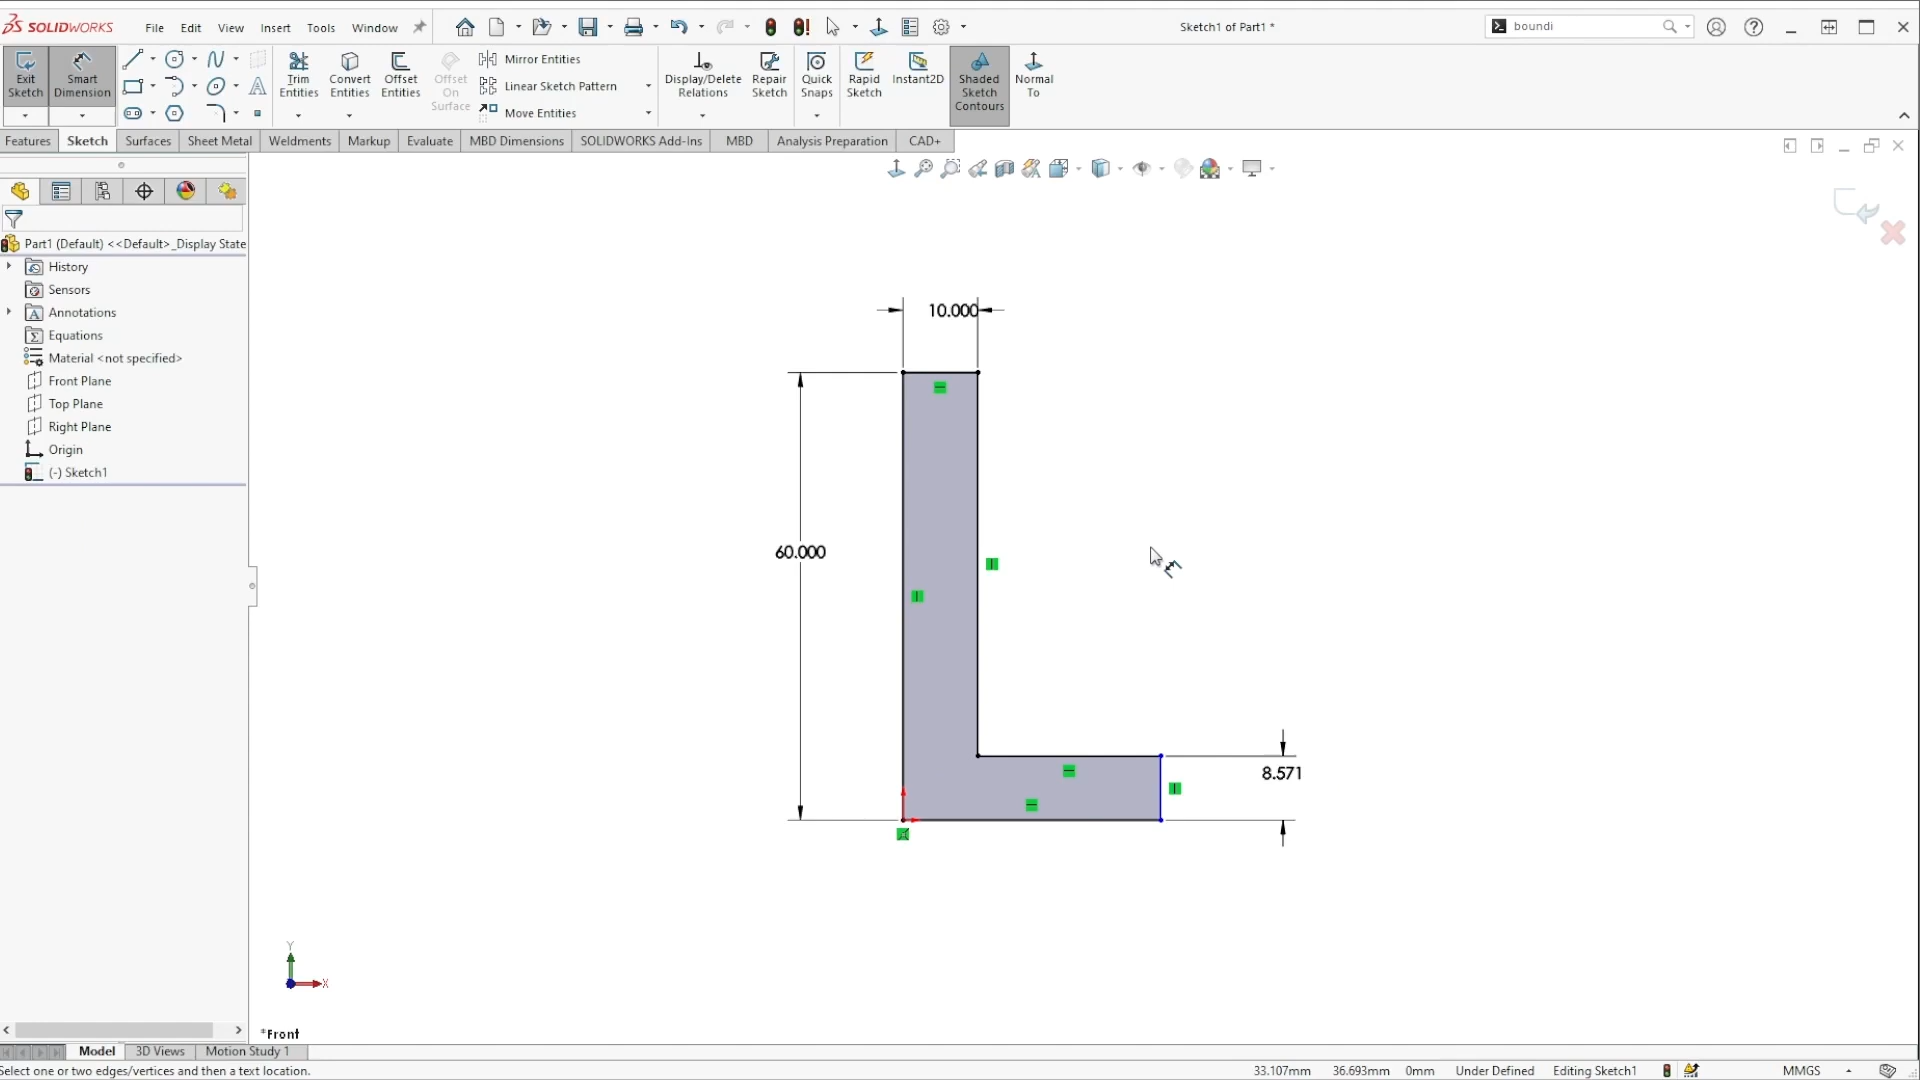 SOLIDWORKS
File
Edit
View
Insert
Tools
Window
Sketch1 of Part1 *
boundi
Exit Sketch
Smart Dimension
Trim Entities
Convert Entities
Offset Entities
Offset On Surface
Mirror Entities
Linear Sketch Pattern
Move Entities
Display/Delete Relations
Repair Sketch
Quick Snaps
Rapid Sketch
Instant2D
Shaded Sketch Contours
Normal To
Features
Sketch
Surfaces
Sheet Metal
Weldments
Markup
Evaluate
MBD Dimensions
SOLIDWORKS Add-Ins
MBD
Analysis Preparation
CAD+
Part1 (Default) <<Default>_Display State
History
Sensors
Annotations
Equations
Material <not specified>
Front Plane
Top Plane
Right Plane
Origin
(-) Sketch1
10.000
60.000
8.571
Y
X
*Front
Model
3D Views
Motion Study 1
Select one or two edges/vertices and then a text location.
33.107mm
36.693mm
0mm
Under Defined
Editing Sketch1
MMGS